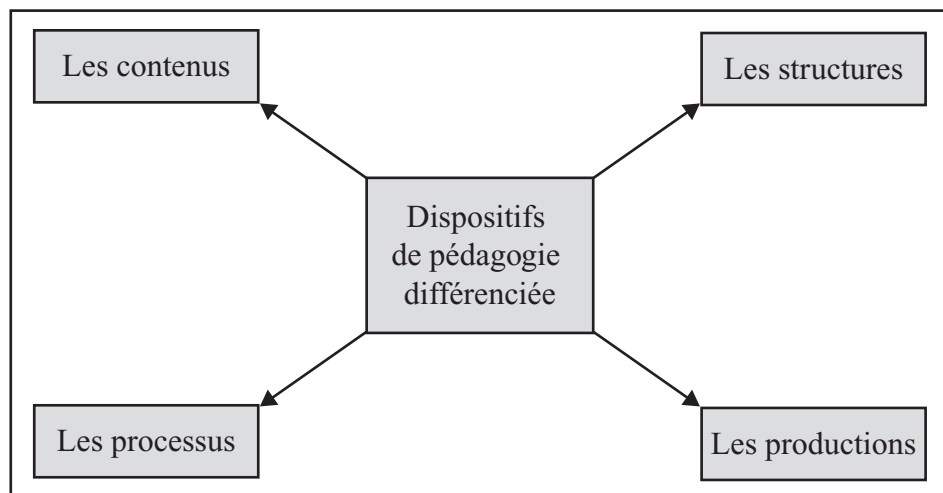 Les contenus
Les structures
Dispositifs
de pédagogie
différenciée
Les processus
Les productions